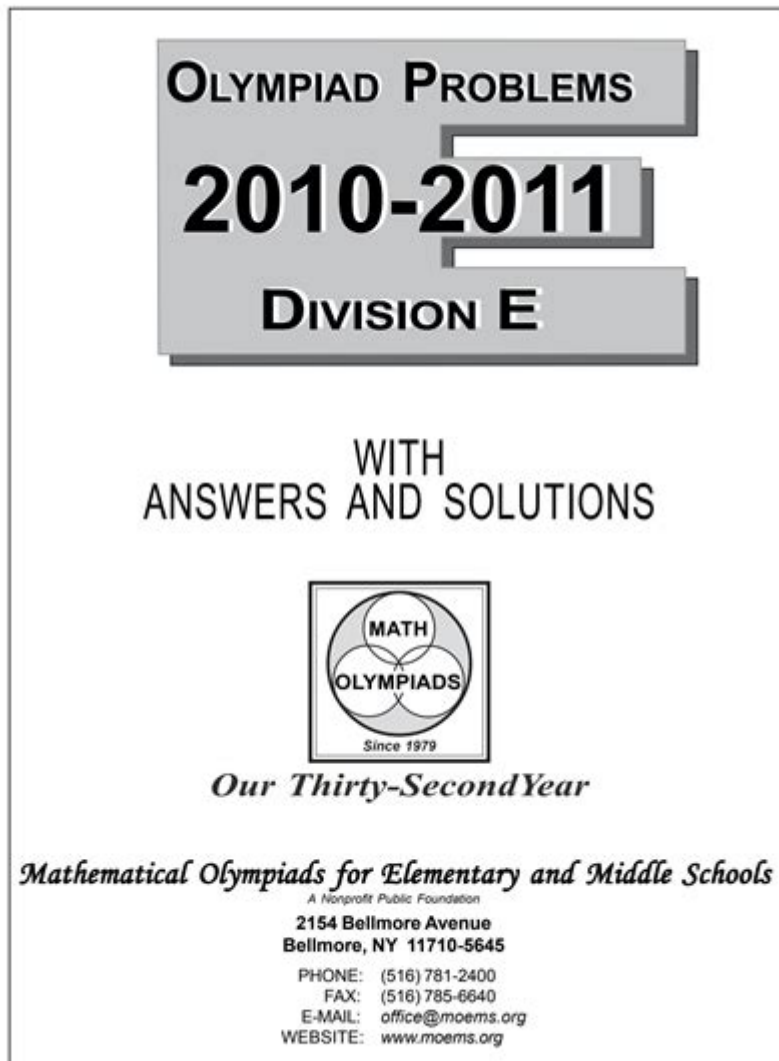 OLYMPIAD PROBLEMS
2010-2011
DIVISION E
WITH
ANSWERS AND SOLUTIONS
MATH
OLYMPIADS
Since 1979
Our Thirty-SecondYear
Mathematical Olympiads for Elementary and Middle Schools
A Nonprofit Public Foundation
2154 Bellmore Avenue
Bellmore, NY 11710-5645
PHONE: (516) 781-2400
FAX: (516) 785-6640
E-MAIL: office@moems.org
WEBSITE: www.moems.org